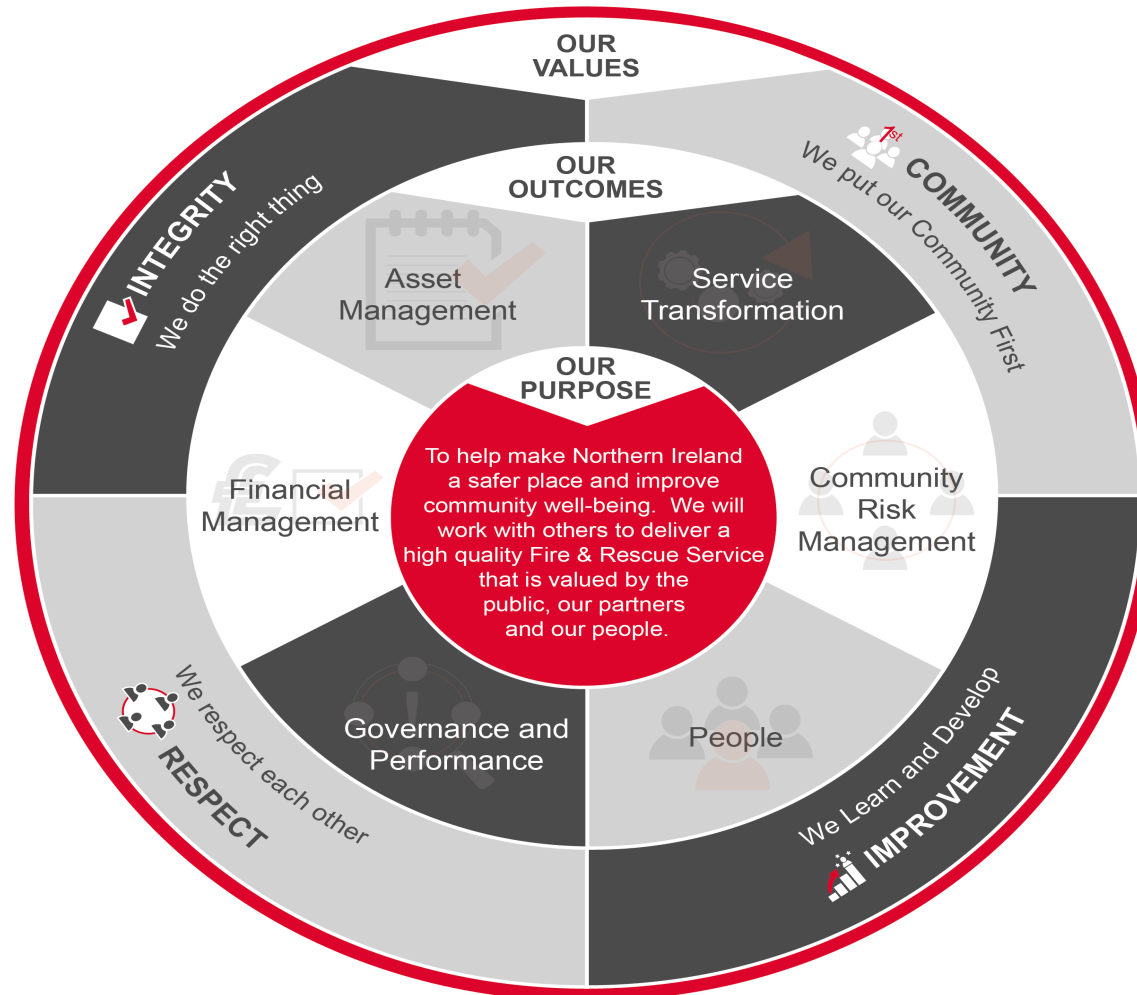 OUR
VALUES
INTEGRITY
We do the right thing
1st
COMMUNITY
We put our Community First
OUR
OUTCOMES
Asset
Management
Service
Transformation
OUR
PURPOSE
To help make Northern Ireland
a safer place and improve
community well-being. We will
work with others to deliver a
high quality Fire & Rescue Service
that is valued by the
public, our partners
and our people.
Financial
Management
£
Community
Risk
Management
Governance and
Performance
People
We respect each other
RESPECT
We Learn and Develop
IMPROVEMENT